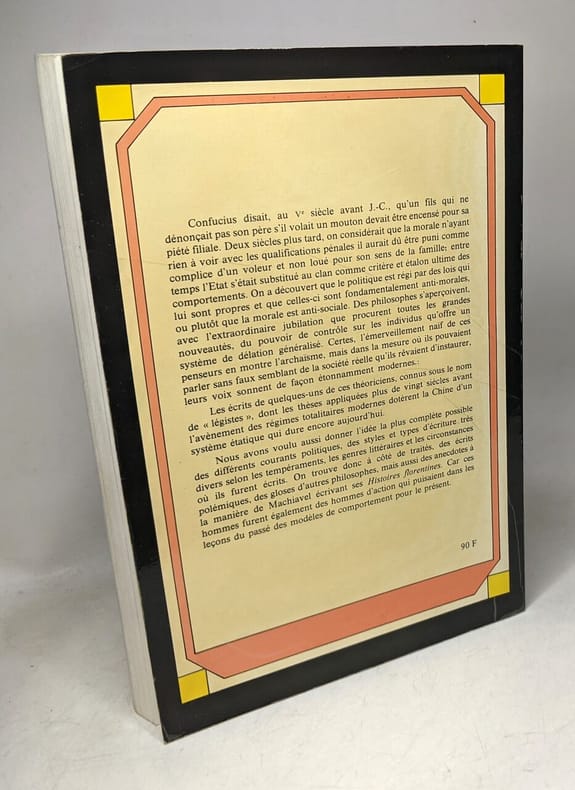 Confucius disait, au Vᵉ siècle avant J.-C., qu'un fils qui ne
dénonçait pas son père s'il volait un mouton devait être encensé pour sa
piété filiale. Deux siècles plus tard, on considérait que la morale n'ayant
rien à voir avec les qualifications pénales il aurait dû être puni comme
complice d'un voleur et non loué pour son sens de la famille; entre
temps l'Etat s'était substitué au clan comme critère et étalon ultime des
comportements. On a découvert que le politique est régi par des lois qui
lui sont propres et que celles-ci sont fondamentalement anti-morales,
ou plutôt que la morale est anti-sociale. Des philosophes s'aperçoivent,
avec l'extraordinaire jubilation que procurent toutes les grandes
nouveautés, du pouvoir de contrôle sur les individus qu'offre un
système de délation généralisé. Certes, l'émerveillement naïf de ces
penseurs en montre l'archaïsme, mais dans la mesure où ils pouvaient
parler sans faux semblant de la société réelle qu'ils rêvaient d'instaurer,
leurs voix sonnent de façon étonnamment modernes.
Les écrits de quelques-uns de ces théoriciens, connus sous le nom
de « légistes », dont les thèses appliquées plus de vingt siècles avant
l'avènement des régimes totalitaires modernes dotèrent la Chine d'un
système étatique qui dure encore aujourd'hui.
Nous avons voulu aussi donner l'idée la plus complète possible
des différents courants politiques, des styles et types d'écriture très
divers selon les tempéraments, les genres littéraires et les circonstances
où ils furent écrits. On trouve donc à côté de traités, des écrits
polémiques, des gloses d'autres philosophes, mais aussi des anecdotes à
la manière de Machiavel écrivant ses Histoires florentines. Car ces
hommes furent également des hommes d'action qui puisaient dans les
leçons du passé des modèles de comportement pour le présent.
90 F